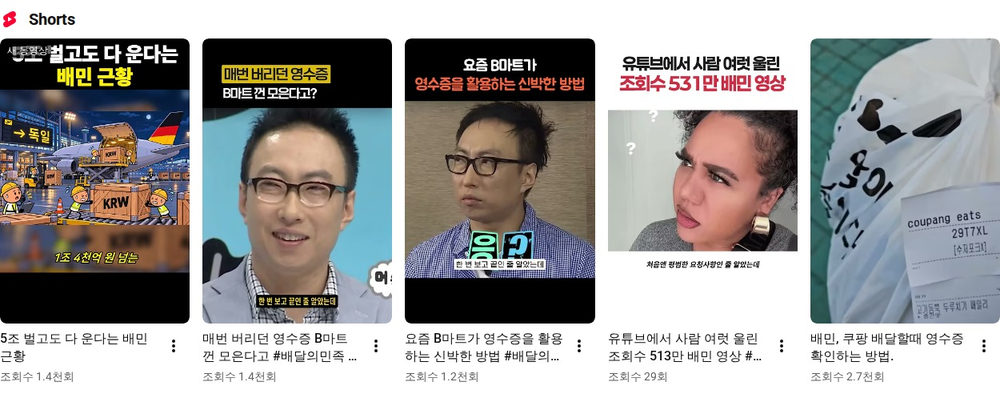 Shorts
새 동영상
5조 벌고도 다 운다는
배민 근황
→ 독일
KRW
KRW
1조 4천억 원 넘는
매번 버리던 영수증
B마트 껀 모은다고?
한 번 보고 끝인 줄 알았는데
요즘 B마트가
영수증을 활용하는 신박한 방법
한 번 보고 끝인 줄 알았는데
유튜브에서 사람 여럿 울린
조회수 531만 배민 영상
?
?
처음엔 평범한 요청사항인 줄 알았는데
coupang eats
29T7XL
5조 벌고도 다 운다는 배민
근황
조회수 1.4천회
매번 버리던 영수증 B마트
껀 모은다고 #배달의민족 ...
조회수 1.4천회
요즘 B마트가 영수증을 활용
하는 신박한 방법 #배달의...
조회수 1.2천회
유튜브에서 사람 여럿 울린
조회수 513만 배민 영상 #...
조회수 29회
배민, 쿠팡 배달할때 영수증
확인하는 방법.
조회수 2.7천회